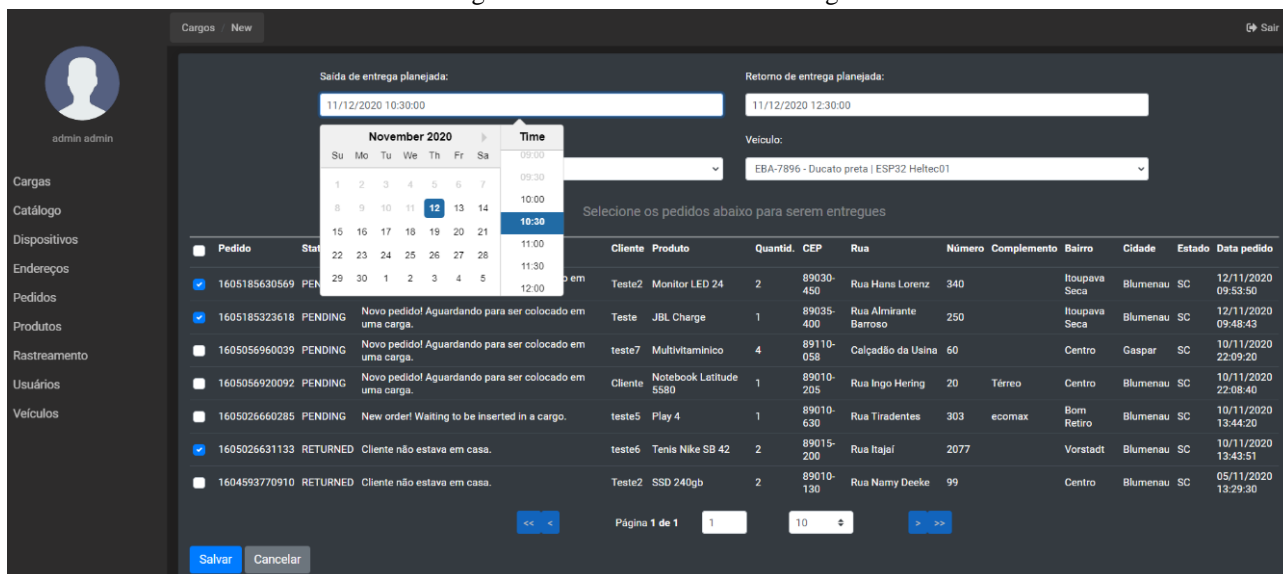 Cargos / New
Sair
admin admin
Cargas
Catálogo
Dispositivos
Endereços
Pedidos
Produtos
Rastreamento
Usuários
Veículos
Saída de entrega planejada:
11/12/2020 10:30:00
Retorno de entrega planejada:
11/12/2020 12:30:00
November 2020
Su Mo Tu We Th Fr Sa
1 2 3 4 5 6 7
8 9 10 11 12 13 14
15 16 17 18 19 20 21
22 23 24 25 26 27 28
29 30 1 2 3 4 5
Time
09:00
09:30
10:00
10:30
11:00
11:30
12:00
Veículo:
EBA-7896 - Ducato preta | ESP32 Heltec01
Selecione os pedidos abaixo para serem entregues
Pedido Cliente Produto Quantid. CEP Rua Número Complemento Bairro Cidade Estado Data pedido
1605185630569 em Teste2 Monitor LED 24 2 89030-450 Rua Hans Lorenz 340 Itoupava Seca Blumenau SC 12/11/2020 09:53:50
1605185323618 PENDING Novo pedido! Aguardando para ser colocado em uma carga. Teste JBL Charge 1 89035-400 Rua Almirante Barroso 250 Itoupava Seca Blumenau SC 12/11/2020 09:48:43
1605056960039 PENDING Novo pedido! Aguardando para ser colocado em uma carga. teste7 Multivitaminico 4 89110-058 Calçadão da Usina 60 Centro Gaspar SC 10/11/2020 22:09:20
1605056920092 PENDING Novo pedido! Aguardando para ser colocado em uma carga. Cliente Notebook Latitude 5580 1 89010-205 Rua Ingo Hering 20 Térreo Centro Blumenau SC 10/11/2020 22:08:40
1605026660285 PENDING New order! Waiting to be inserted in a cargo. teste5 Play 4 1 89010-630 Rua Tiradentes 303 ecomax Bom Retiro Blumenau SC 10/11/2020 13:44:20
1605026631133 RETURNED Cliente não estava em casa. teste6 Tenis Nike SB 42 2 89015-200 Rua Itajaí 2077 Vorstadt Blumenau SC 10/11/2020 13:43:51
1604593770910 RETURNED Cliente não estava em casa. Teste2 SSD 240gb 2 89010-130 Rua Namy Deeke 99 Centro Blumenau SC 05/11/2020 13:29:30
<< < Página 1 de 1 1 10 > >>
Salvar Cancelar